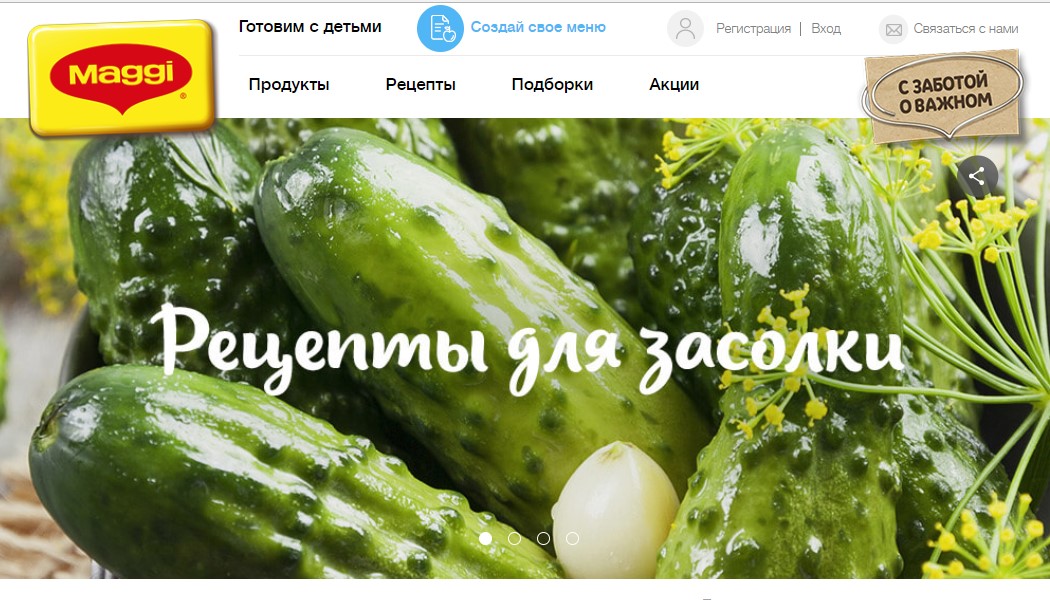 Готовим с детьми
Создай свое меню
Регистрация | Вход
Связаться с нами
Maggi
®
Продукты
Рецепты
Подборки
Акции
С ЗАБОТОЙ
О ВАЖНОМ
Рецепты для засолки